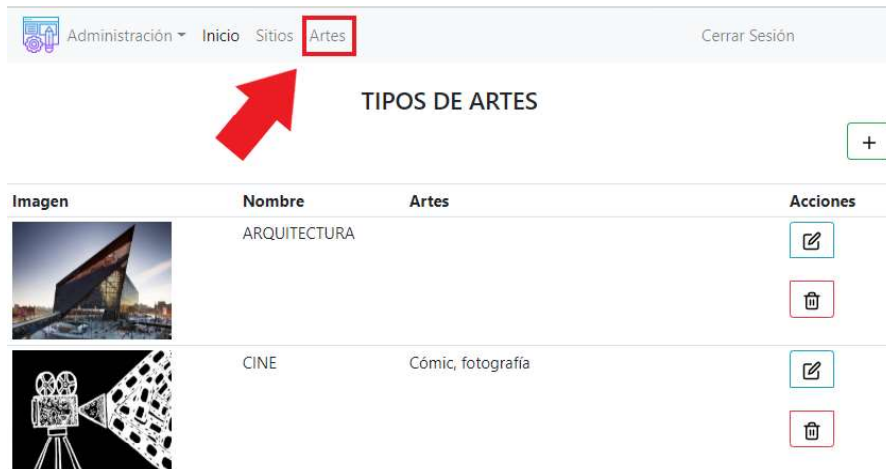 Administración Inicio Sitios Artes Cerrar Sesión
TIPOS DE ARTES
+
Imagen Nombre Artes Acciones
ARQUITECTURA
CINE Cómic, fotografía